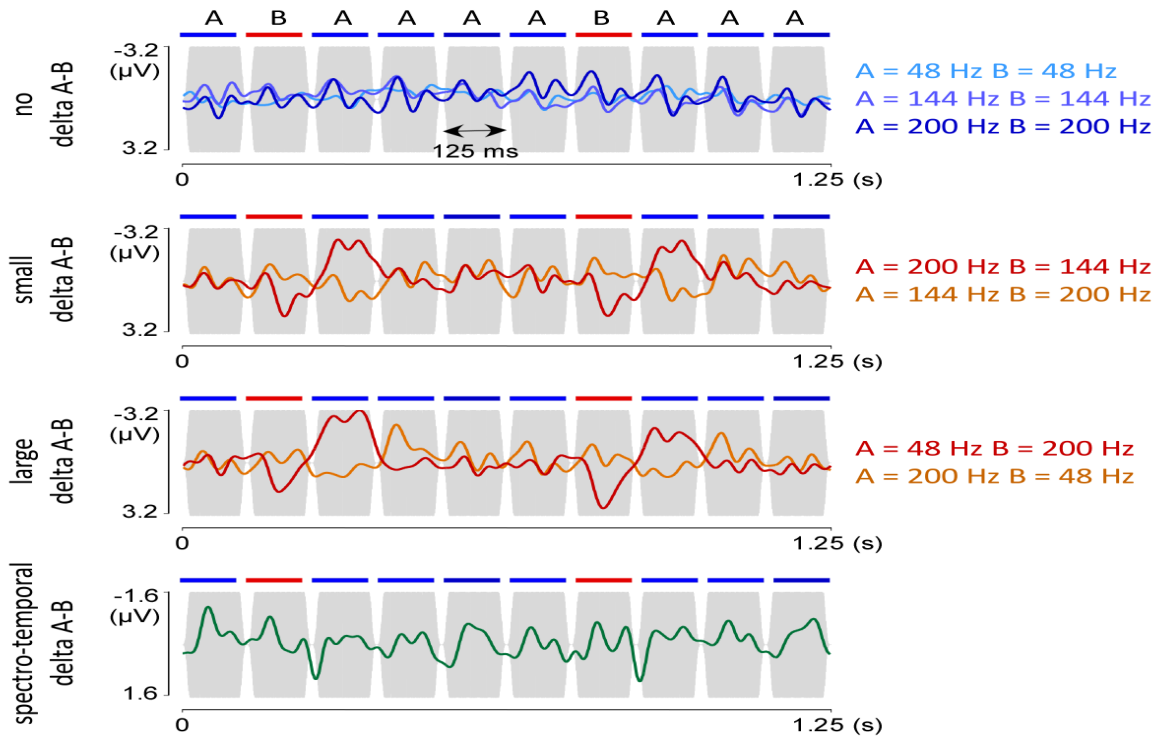 A B A A A A B A A A
no
delta A-B
-3.2
(μV)
3.2
125 ms
0
1.25 (s)
A = 48 Hz B = 48 Hz
A = 144 Hz B = 144 Hz
A = 200 Hz B = 200 Hz
small
delta A-B
-3.2
(μV)
3.2
0
1.25 (s)
A = 200 Hz B = 144 Hz
A = 144 Hz B = 200 Hz
large
delta A-B
-3.2
(μV)
3.2
0
1.25 (s)
A = 48 Hz B = 200 Hz
A = 200 Hz B = 48 Hz
spectro-temporal
delta A-B
-1.6
(μV)
1.6
0
1.25 (s)